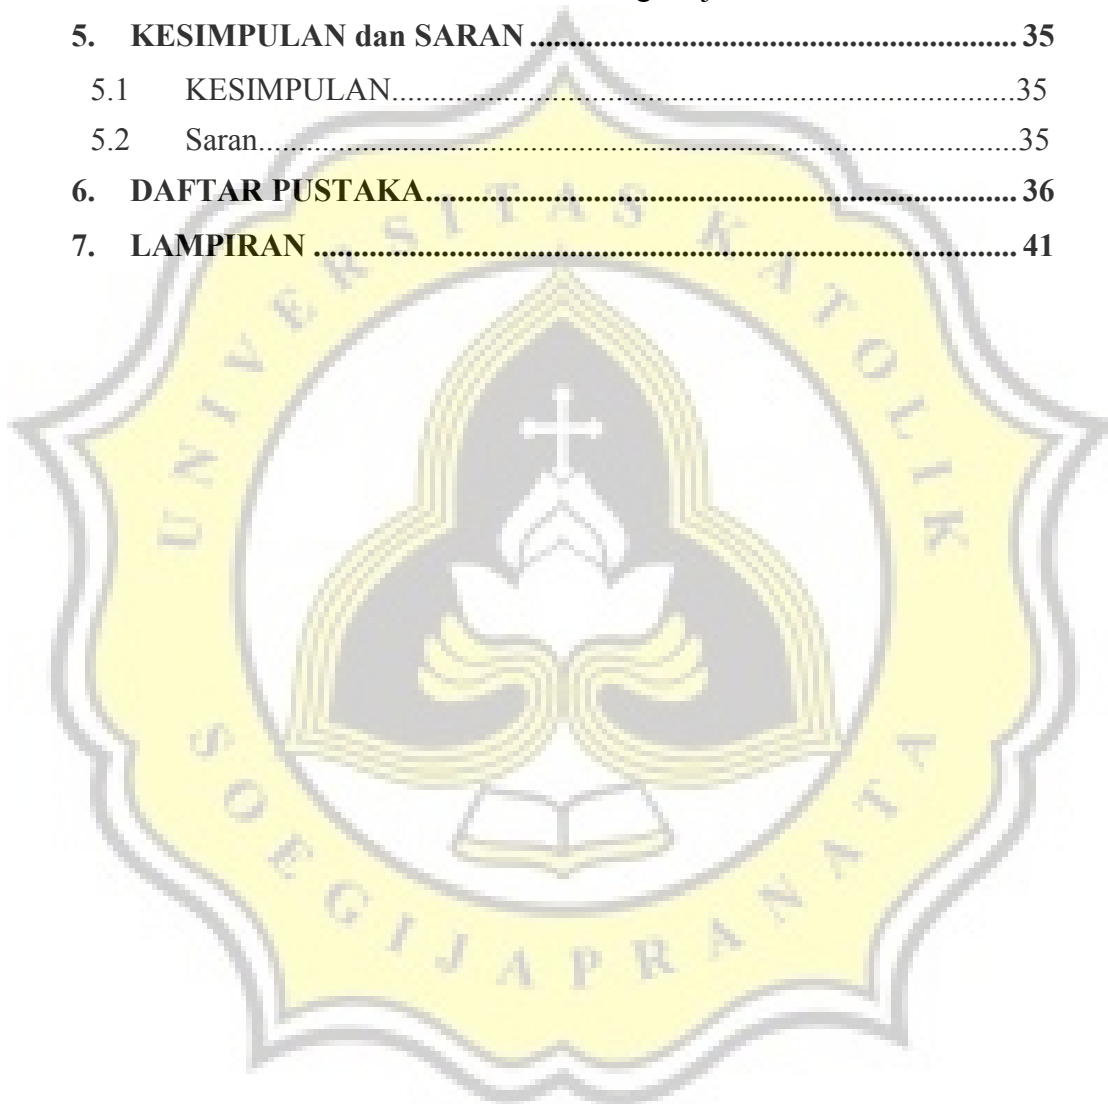 5. KESIMPULAN dan SARAN ................................................................ 35
5.1 KESIMPULAN................................................................................35
5.2 Saran................................................................................................35
6. DAFTAR PUSTAKA........................................................................... 36
7. LAMPIRAN ......................................................................................... 41
UNIVERSITAS KATOLIK
SOEGIJAPRANATA